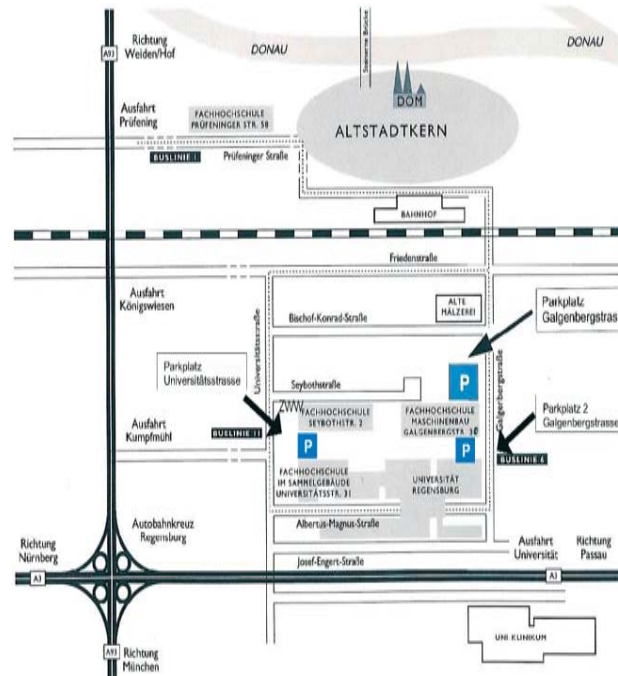 A93
Richtung
Weiden/Hof
DONAU
Steinerne Brücke
DONAU
DOM
ALTSTADTKERN
Ausfahrt
Prüfening
FACHHOCHSCHULE
PRÜFENINGER STR. 58
BUSLINIE 1
Prüfeninger Straße
BAHNHOF
Friedenstraße
Ausfahrt
Königswiesen
Universitätsstraße
Bischof-Konrad-Straße
ALTE
MÄLZEREI
Parkplatz
Galgenbergstrasse
Parkplatz
Universitätsstrasse
Seybothstraße
P
Galgenbergstraße
ZWW
FACHHOCHSCHULE
SEYBOTHSTR. 2
FACHHOCHSCHULE
MASCHINENBAU
GALGENBERGSTR. 30
Parkplatz 2
Galgenbergstrasse
Ausfahrt
Kumpfmühl
BUSLINIE 11
P
P
BUSLINIE 6
FACHHOCHSCHULE
IM SAMMELGEBÄUDE
UNIVERSITÄTSSTR. 31
UNIVERSITÄT
REGENSBURG
Autobahnkreuz
Regensburg
Albertus-Magnus-Straße
Richtung
Nürnberg
Josef-Engert-Straße
Ausfahrt
Universität
Richtung
Passau
A3
A3
UNI KLINIKUM
A93
Richtung
München